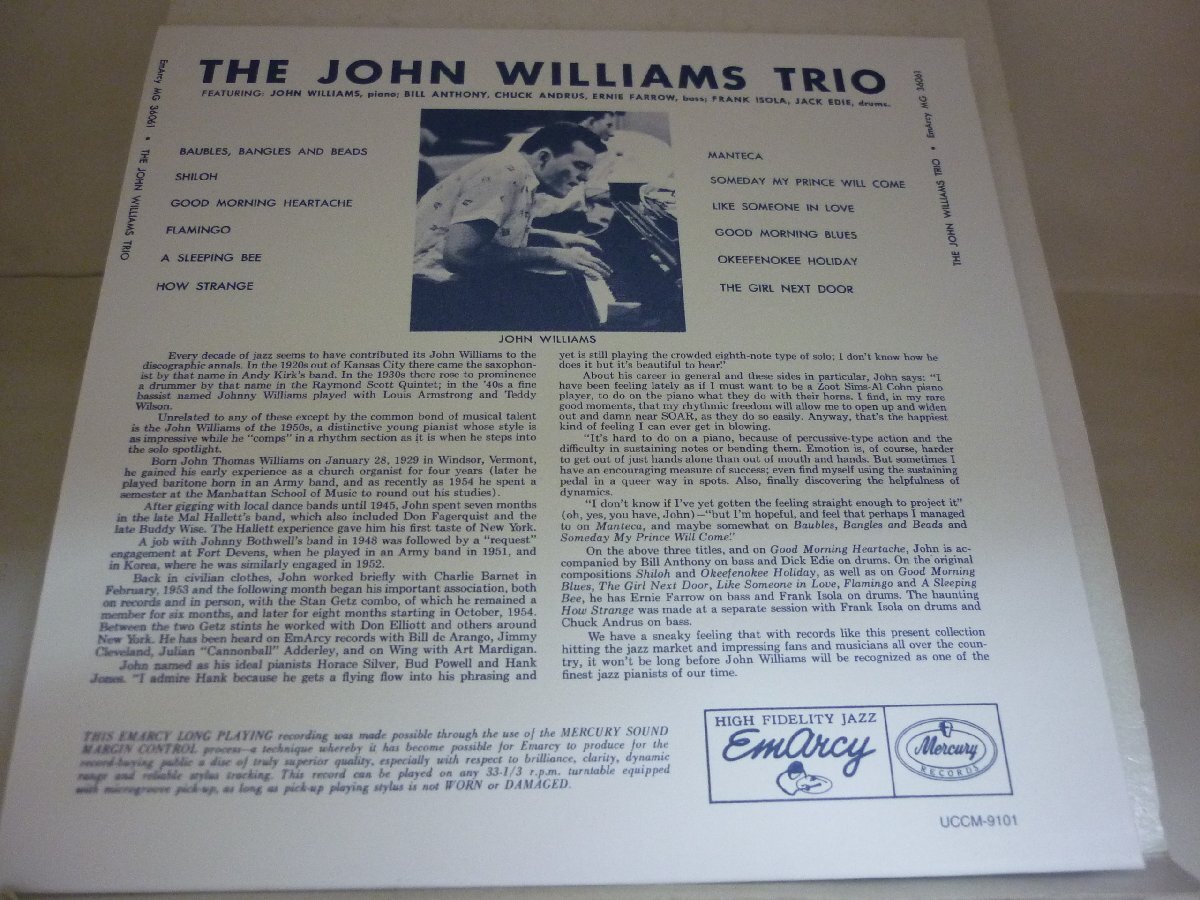 THE JOHN WILLIAMS TRIO
FEATURING: JOHN WILLIAMS, piano; BILL ANTHONY, CHUCK ANDRUS, ERNIE FARROW, bass; FRANK ISOLA, JACK EDIE, drums.
EmArcy MG 36061 • THE JOHN WILLIAMS TRIO
BAUBLES, BANGLES AND BEADS
SHILOH
GOOD MORNING HEARTACHE
FLAMINGO
A SLEEPING BEE
HOW STRANGE
MANTECA
SOMEDAY MY PRINCE WILL COME
LIKE SOMEONE IN LOVE
GOOD MORNING BLUES
OKEEFENOKEE HOLIDAY
THE GIRL NEXT DOOR
THE JOHN WILLIAMS TRIO • EmArcy MG 36061
JOHN WILLIAMS
Every decade of jazz seems to have contributed its John Williams to the
discographic annals. In the 1920s out of Kansas City there came the saxophon-
ist by that name in Andy Kirk's band. In the 1930s there rose to prominence
a drummer by that name in the Raymond Scott Quintet; in the '40s a fine
bassist named Johnny Williams played with Louis Armstrong and Teddy
Wilson.
Unrelated to any of these except by the common bond of musical talent
is the John Williams of the 1950s, a distinctive young pianist whose style is
as impressive while he "comps" in a rhythm section as it is when he steps into
the solo spotlight.
Born John Thomas Williams on January 28, 1929 in Windsor, Vermont,
he gained his early experience as a church organist for four years (later he
played baritone horn in an Army band, and as recently as 1954 he spent a
semester at the Manhattan School of Music to round out his studies).
After gigging with local dance bands until 1945, John spent seven months
in the late Mal Hallett's band, which also included Don Fagerquist and the
late Buddy Wise. The Hallett experience gave him his first taste of New York.
A job with Johnny Bothwell's band in 1948 was followed by a "request"
engagement at Fort Devens, when he played in an Army band in 1951, and
in Korea, where he was similarly engaged in 1952.
Back in civilian clothes, John worked briefly with Charlie Barnet in
February, 1953 and the following month began his important association, both
on records and in person, with the Stan Getz combo, of which he remained a
member for six months, and later for eight months starting in October, 1954.
Between the two Getz stints he worked with Don Elliott and others around
New York. He has been heard on EmArcy records with Bill de Arango, Jimmy
Cleveland, Julian "Cannonball" Adderley, and on Wing with Art Mardigan.
John named as his ideal pianists Horace Silver, Bud Powell and Hank
Jones. "I admire Hank because he gets a flying flow into his phrasing and
yet is still playing the crowded eighth-note type of solo; I don't know how he
does it but it's beautiful to hear."
About his career in general and these sides in particular, John says: "I
have been feeling lately as if I must want to be a Zoot Sims-Al Cohn piano
player, to do on the piano what they do with their horns. I find, in my rare
good moments, that my rhythmic freedom will allow me to open up and widen
out and damn near SOAR, as they do so easily. Anyway, that's the happiest
kind of feeling I can ever get in blowing.
"It's hard to do on a piano, because of percussive-type action and the
difficulty in sustaining notes or bending them. Emotion is, of course, harder
to get out of just hands alone than out of mouth and hands. But sometimes I
have an encouraging measure of success; even find myself using the sustaining
pedal in a queer way in spots. Also, finally discovering the helpfulness of
dynamics.
"I don't know if I've yet gotten the feeling straight enough to project it"
(oh, yes, you have, John)—"but I'm hopeful, and feel that perhaps I managed
to on Manteca, and maybe somewhat on Baubles, Bangles and Beads and
Someday My Prince Will Come."
On the above three titles, and on Good Morning Heartache, John is ac-
companied by Bill Anthony on bass and Dick Edie on drums. On the original
compositions Shiloh and Okeefenokee Holiday, as well as on Good Morning
Blues, The Girl Next Door, Like Someone in Love, Flamingo and A Sleeping
Bee, he has Ernie Farrow on bass and Frank Isola on drums. The haunting
How Strange was made at a separate session with Frank Isola on drums and
Chuck Andrus on bass.
We have a sneaky feeling that with records like this present collection
hitting the jazz market and impressing fans and musicians all over the coun-
try, it won't be long before John Williams will be recognized as one of the
finest jazz pianists of our time.
THIS EMARCY LONG PLAYING recording was made possible through the use of the MERCURY SOUND
MARGIN CONTROL process—a technique whereby it has become possible for Emarcy to produce for the
record-buying public a disc of truly superior quality, especially with respect to brilliance, clarity, dynamic
range and reliable stylus tracking. This record can be played on any 33-1/3 r.p.m. turntable equipped
with microgroove pick-up, as long as pick-up playing stylus is not WORN or DAMAGED.
HIGH FIDELITY JAZZ
EmArcy
Mercury
RECORDS
UCCM-9101